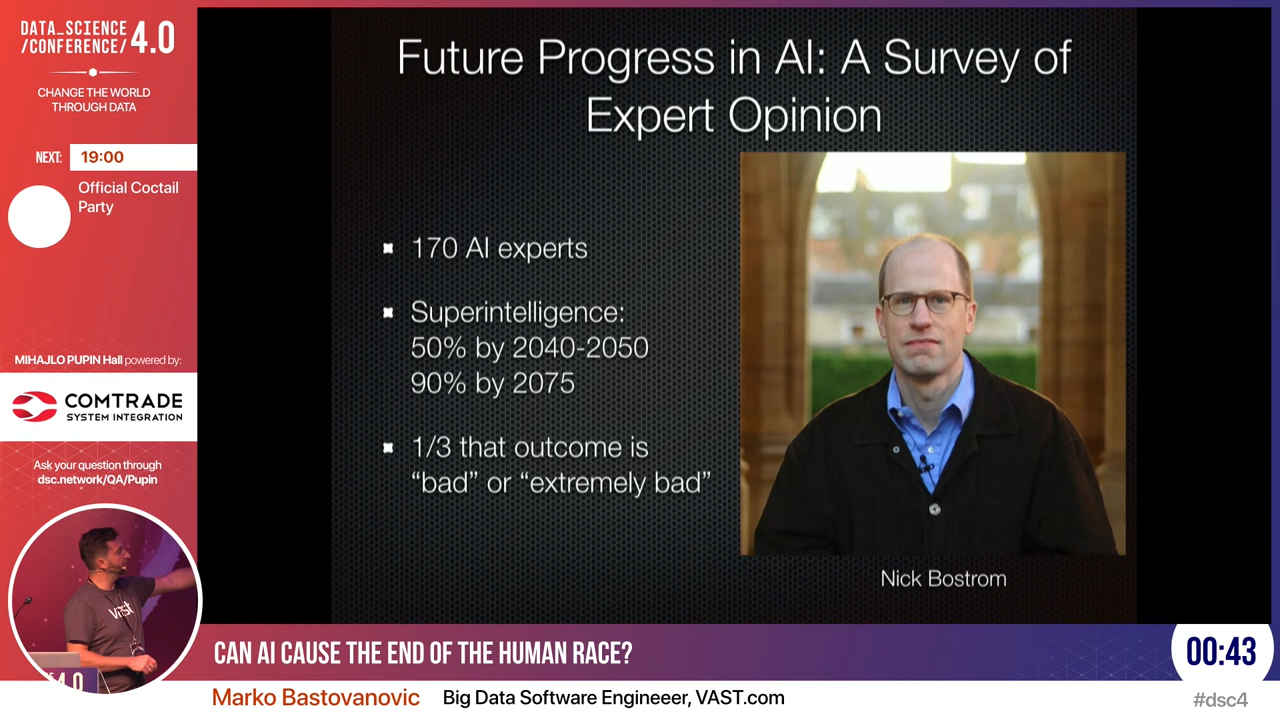 DATA_SCIENCE
/CONFERENCE/ 4.0
CHANGE THE WORLD
THROUGH DATA
NEXT: 19:00
Official Coctail
Party
MIHAJLO PUPIN Hall powered by:
COMTRADE
SYSTEM INTEGRATION
Ask your question through
dsc.network/QA/Pupin
Future Progress in AI: A Survey of
Expert Opinion
170 AI experts
Superintelligence:
50% by 2040-2050
90% by 2075
1/3 that outcome is
“bad” or “extremely bad”
Nick Bostrom
vast
4.0
CAN AI CAUSE THE END OF THE HUMAN RACE?
00:43
Marko Bastovanovic Big Data Software Engineeer, VAST.com
#dsc4